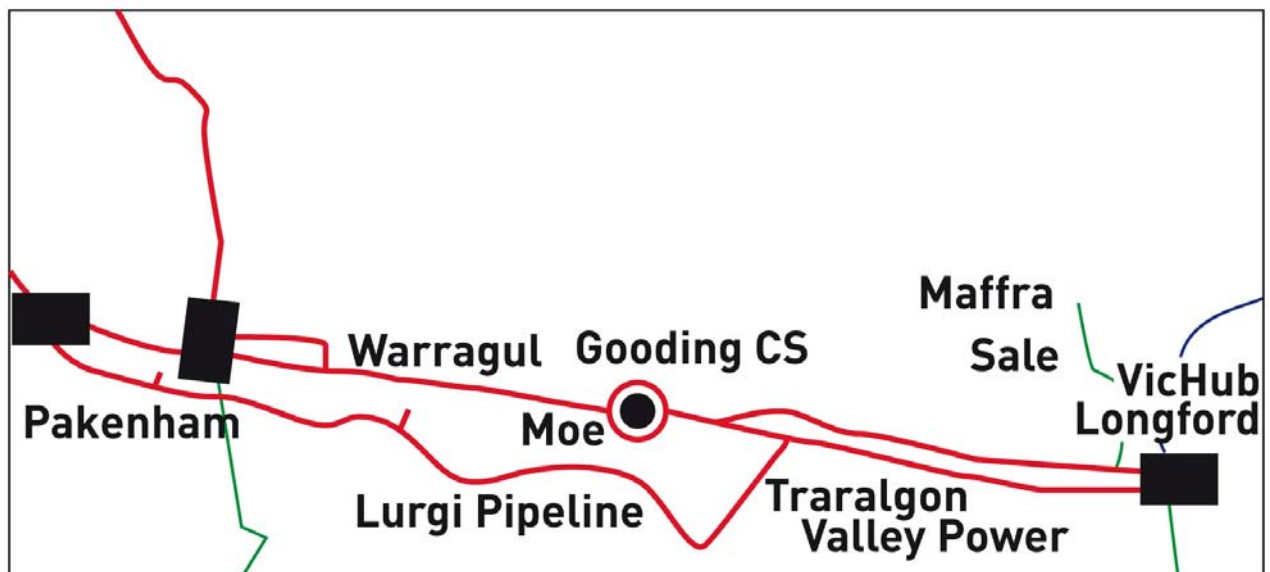 Maffra
Sale
Warragul
Gooding CS
VicHub
Longford
Pakenham
Moe
Lurgi Pipeline
Traralgon
Valley Power